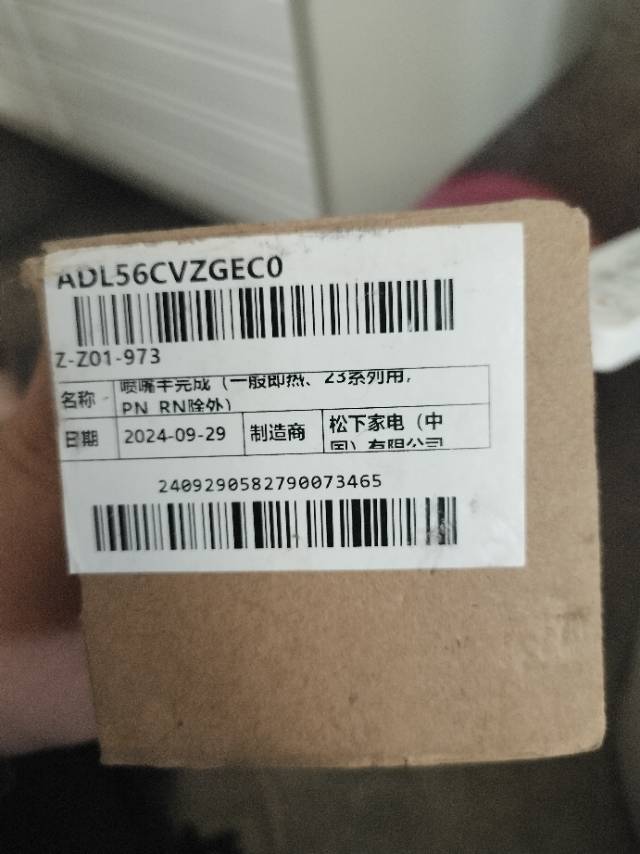 ADL56CVZGEC0
Z-Z01-973
名称 喷嘴半完成（一般即热、23系列用，
PN RN除外）
日期 2024-09-29 制造商 松下家电（中
国）有限公司
2409290582790073465